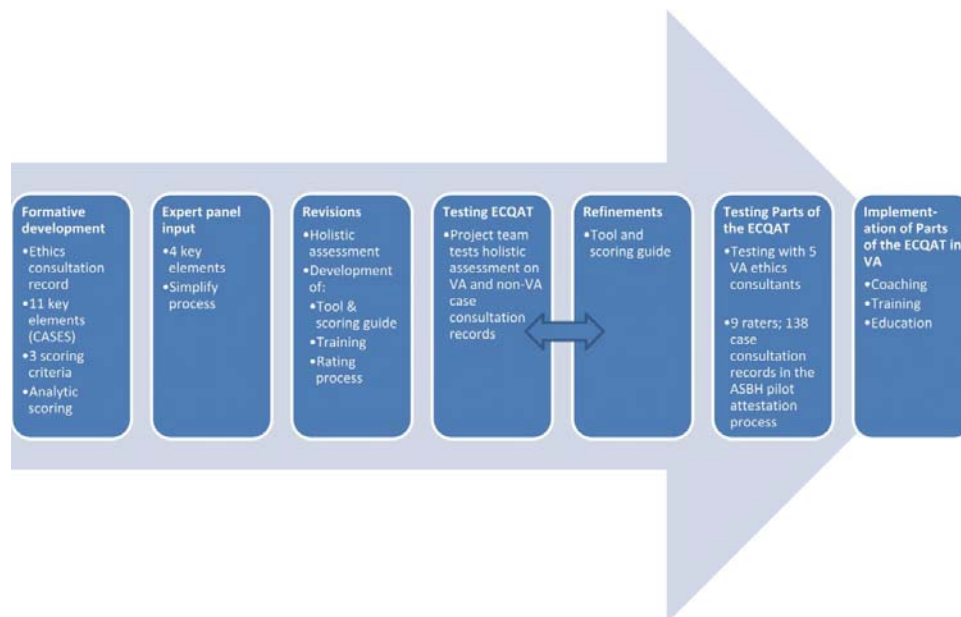 Formative
development
•Ethics
consultation
record
•11 key
elements
(CASES)
•3 scoring
criteria
•Analytic
scoring
Expert panel
input
•4 key
elements
•Simplify
process
Revisions
•Holistic
assessment
•Development
of:
•Tool
& scoring
guide
•Training
•Rating
process
Testing ECQAT
•Project team
tests holistic
assessment on
VA and non-VA
case
consultation
records
Refinements
•Tool and
scoring guide
Testing Parts of
the ECQAT
•Testing with 5
VA ethics
consultants
•9 raters; 138
case
consultation
records in the
ASBH pilot
attestation
process
Implement-
ation of Parts
of the ECQAT in
VA
•Coaching
•Training
•Education